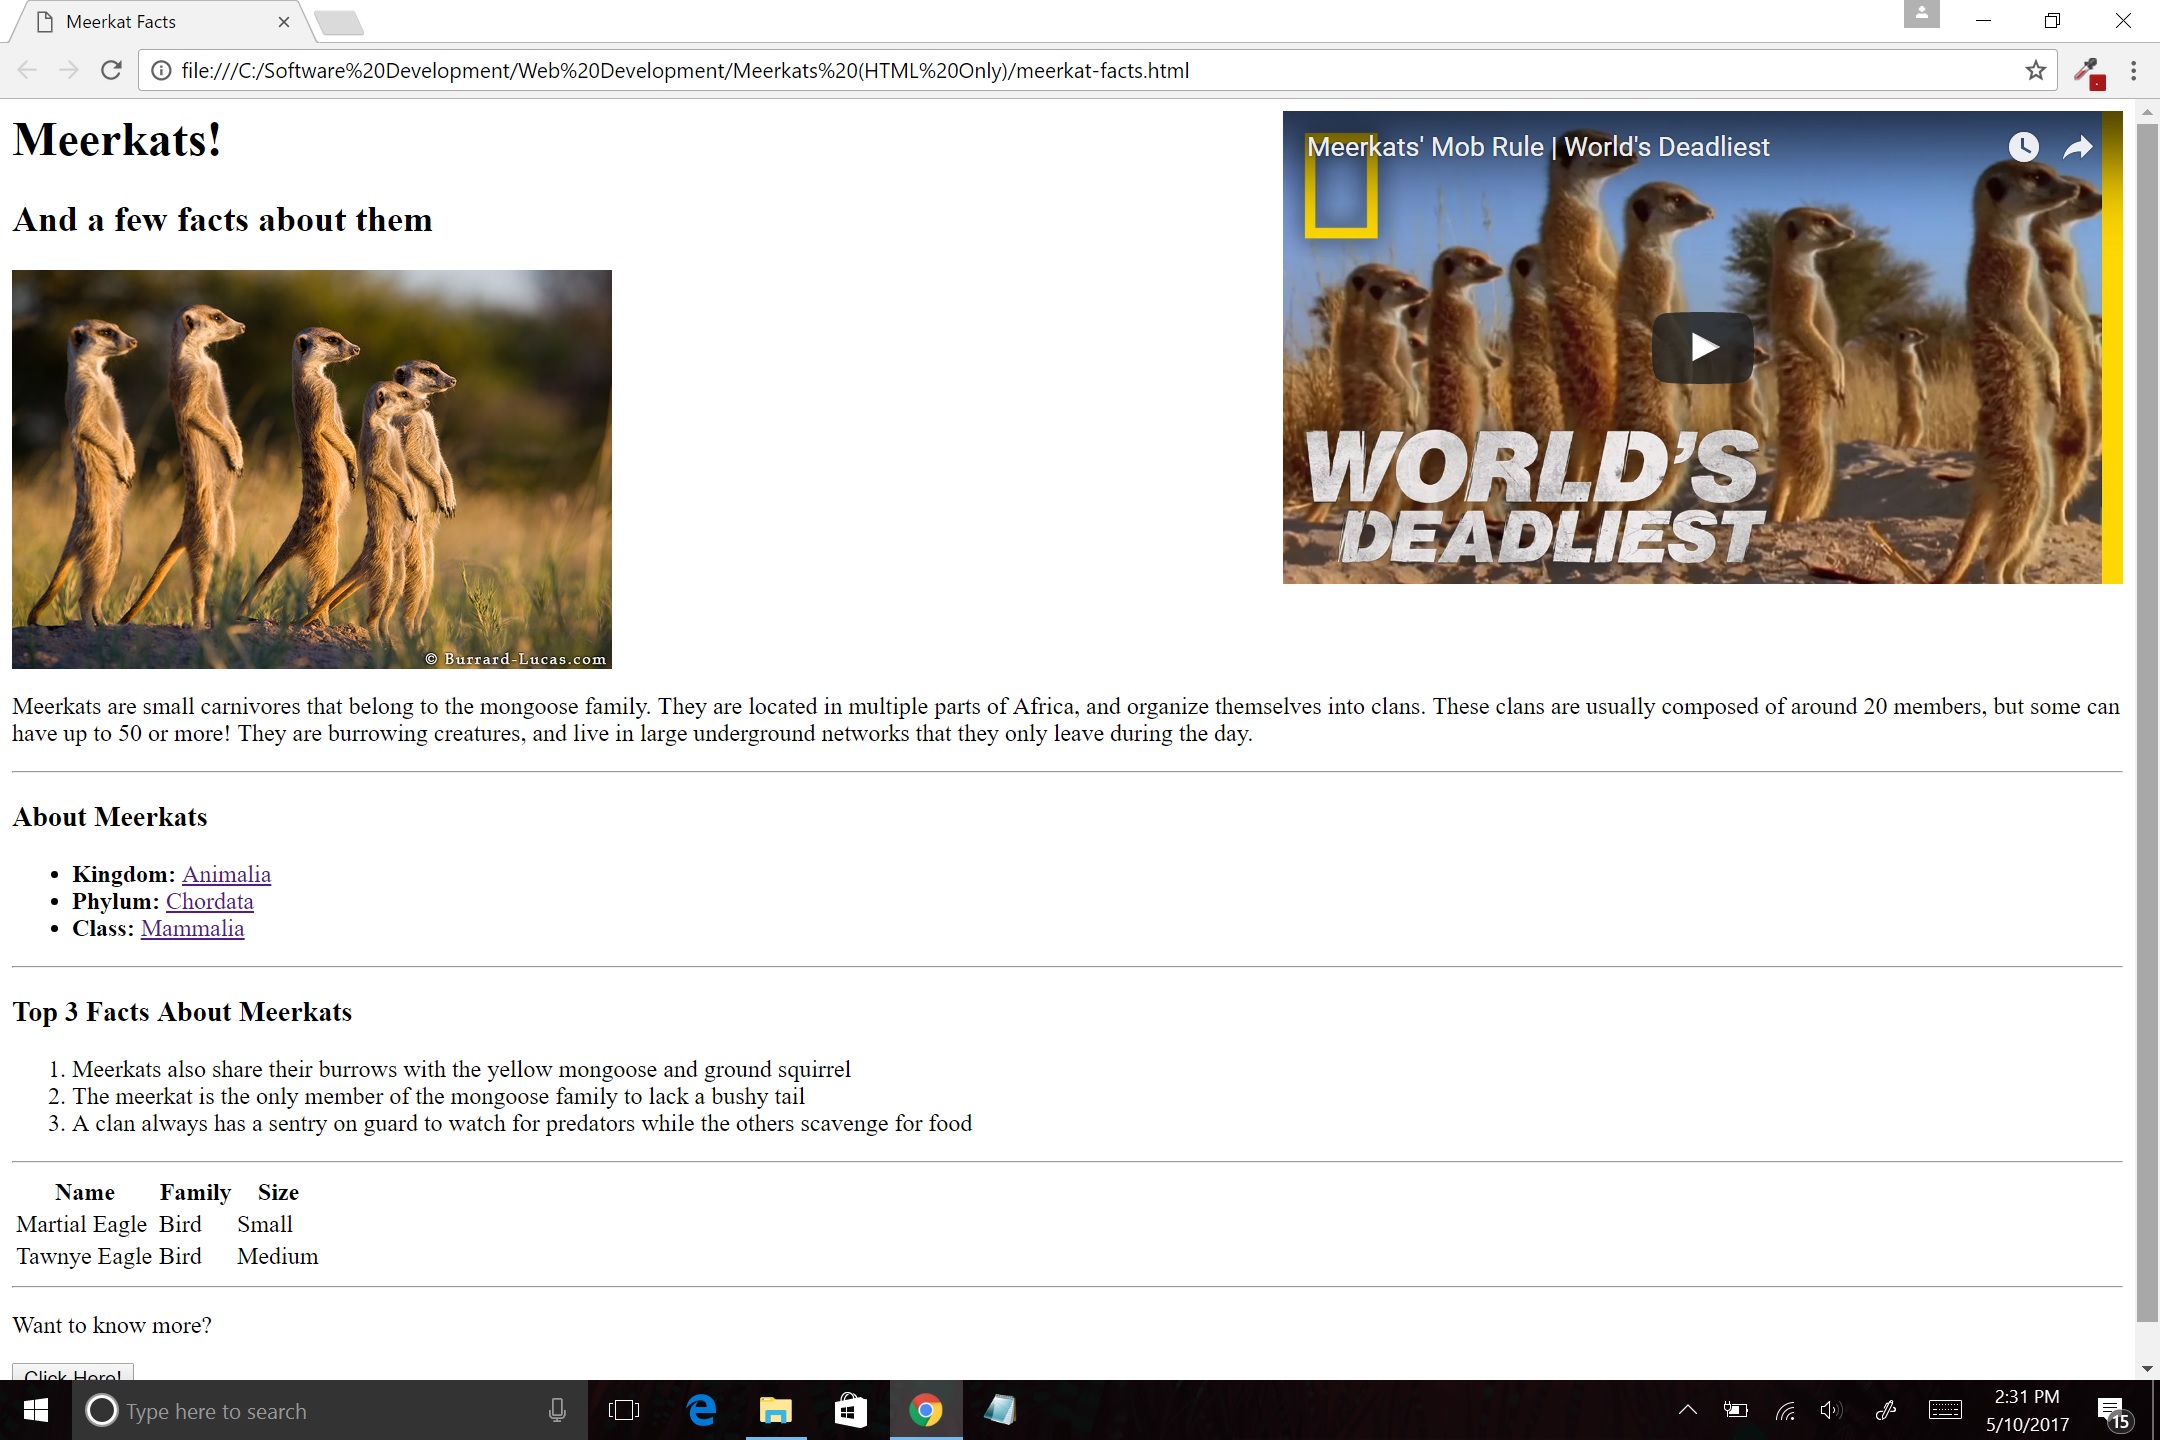 Meerkat Facts
file:///C:/Software%20Development/Web%20Development/Meerkats%20(HTML%20Only)/meerkat-facts.html
Meerkats!
And a few facts about them
© Burrard-Lucas.com
Meerkats' Mob Rule | World's Deadliest
WORLD'S
DEADLIEST
Meerkats are small carnivores that belong to the mongoose family. They are located in multiple parts of Africa, and organize themselves into clans. These clans are usually composed of around 20 members, but some can
have up to 50 or more! They are burrowing creatures, and live in large underground networks that they only leave during the day.
About Meerkats
• Kingdom: Animalia
• Phylum: Chordata
• Class: Mammalia
Top 3 Facts About Meerkats
1. Meerkats also share their burrows with the yellow mongoose and ground squirrel
2. The meerkat is the only member of the mongoose family to lack a bushy tail
3. A clan always has a sentry on guard to watch for predators while the others scavenge for food
Name Family Size
Martial Eagle Bird Small
Tawnye Eagle Bird Medium
Want to know more?
Click Here!
Type here to search
2:31 PM
5/10/2017
15